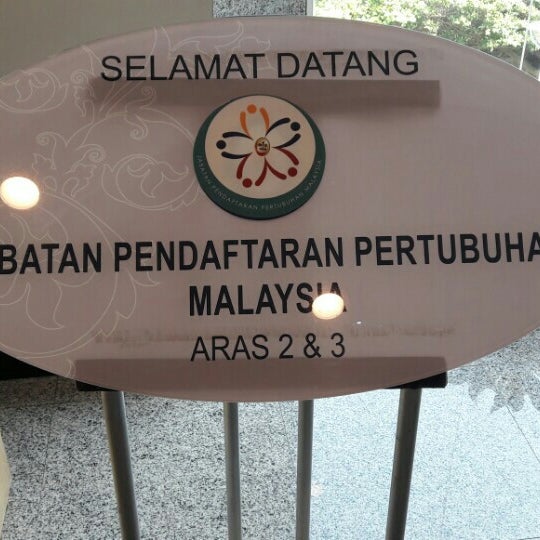 SELAMAT DATANG
JABATAN PENDAFTARAN PERTUBUHAN MALAYSIA
BATAN PENDAFTARAN PERTUBUHA
MALAYSIA
ARAS 2 & 3